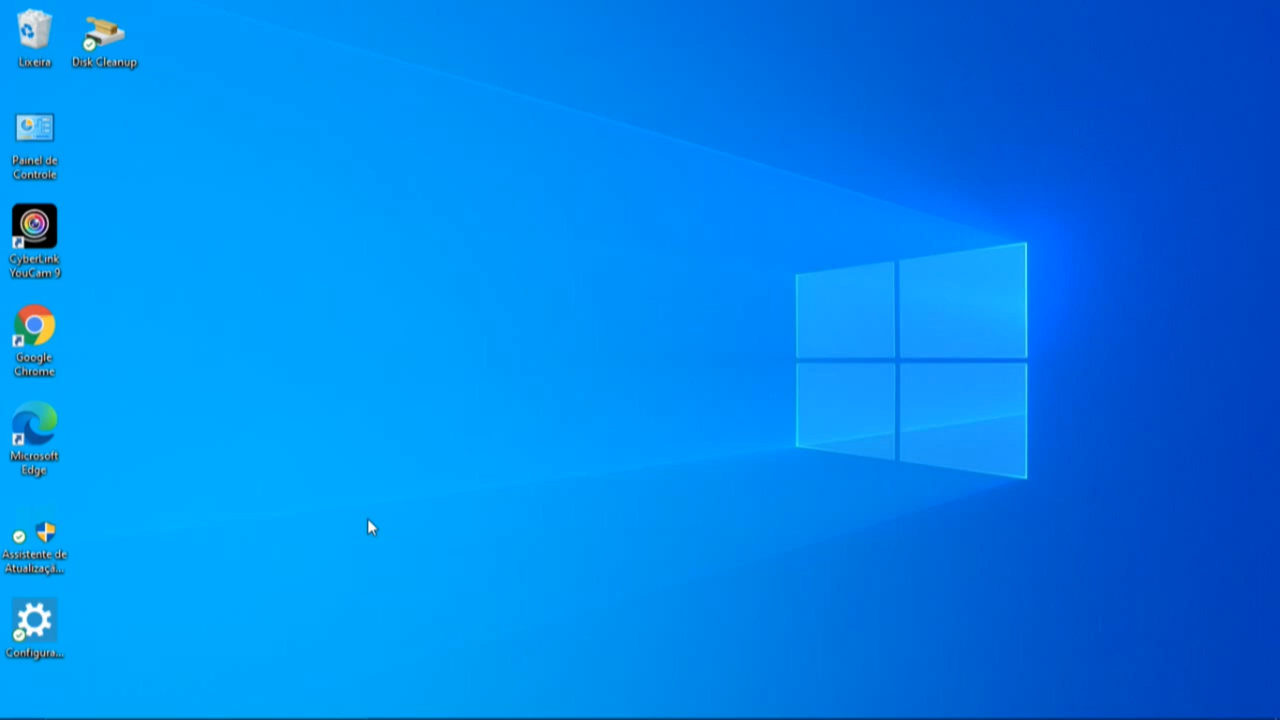 Lixeira
Disk Cleanup
Painel de
Controle
CyberLink
YouCam 9
Google
Chrome
Microsoft
Edge
Assistente de
Atualizaçã...
Configura...